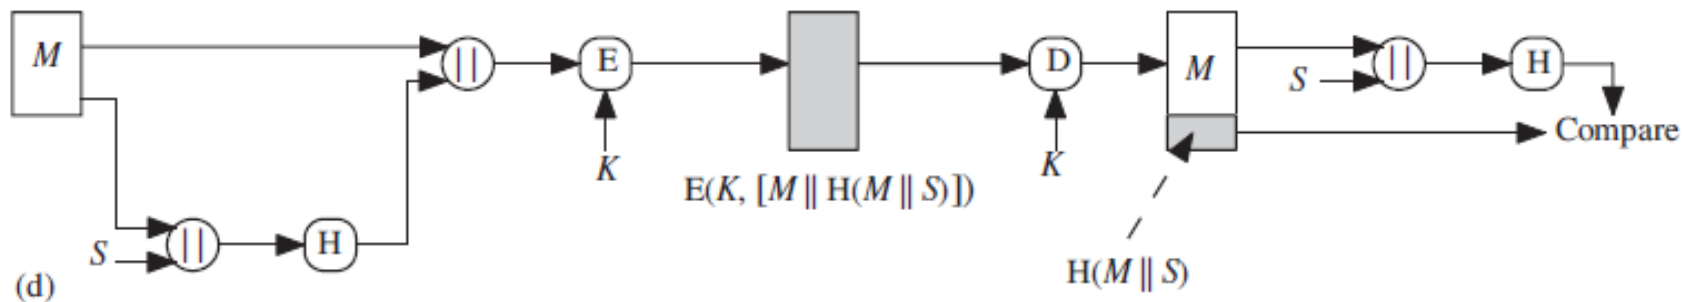 M
||
E
K
E(K, [M || H(M || S)])
D
K
M
S
||
H
Compare
H(M || S)
S
||
H
(d)